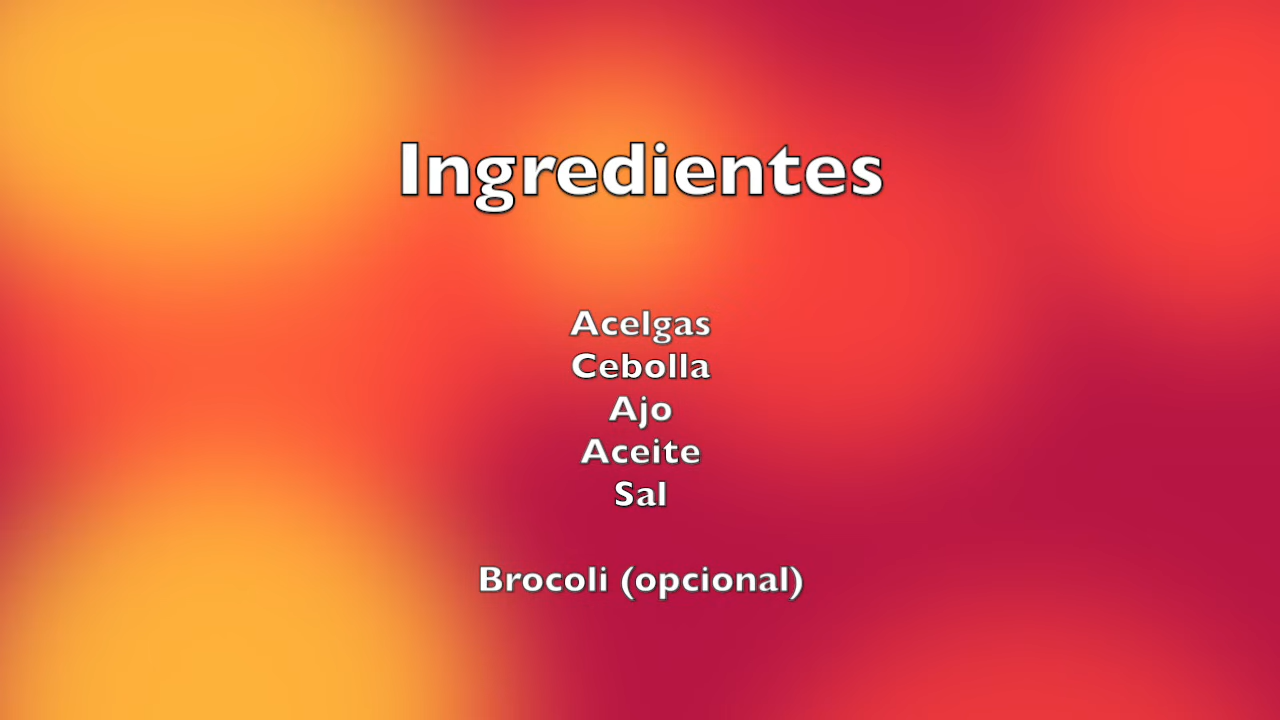 Ingredientes
Acelgas
Cebolla
Ajo
Aceite
Sal
Brocoli (opcional)